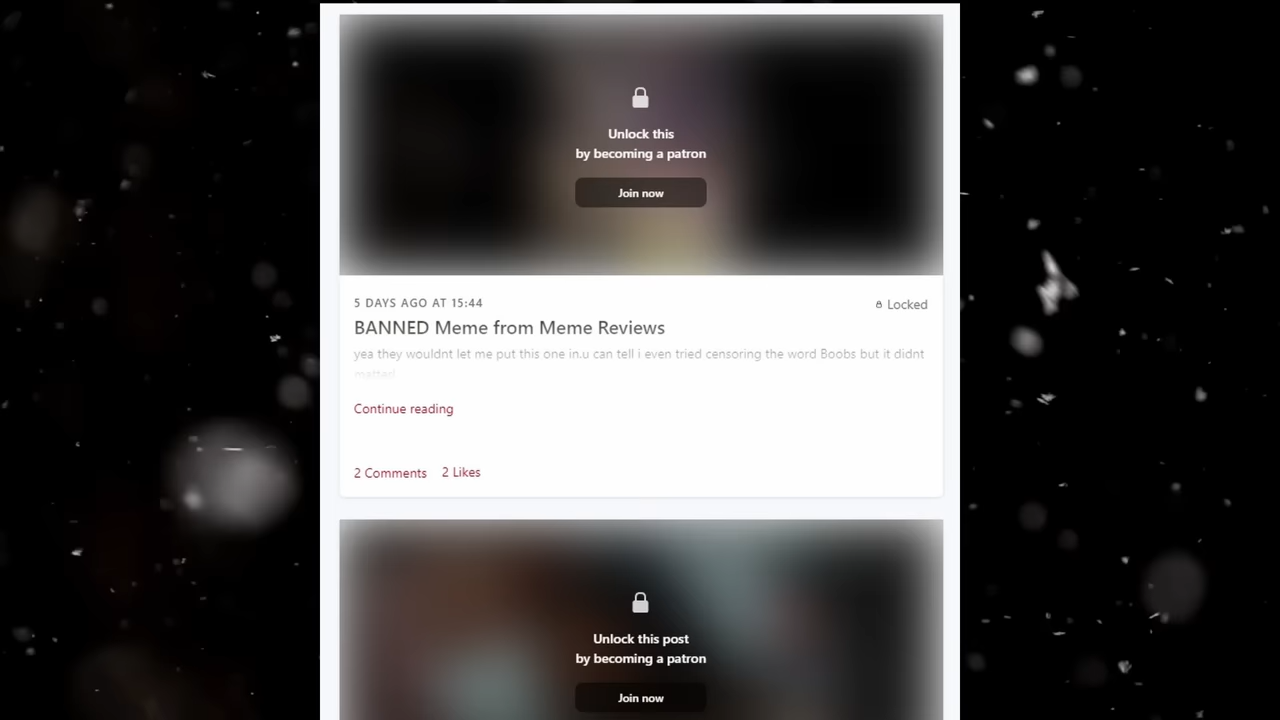 Unlock this
by becoming a patron
Join now
5 DAYS AGO AT 15:44
Locked
BANNED Meme from Meme Reviews
yea they wouldnt let me put this one in.u can tell i even tried censoring the word Boobs but it didnt
matter!
Continue reading
2 Comments 2 Likes
Unlock this post
by becoming a patron
Join now